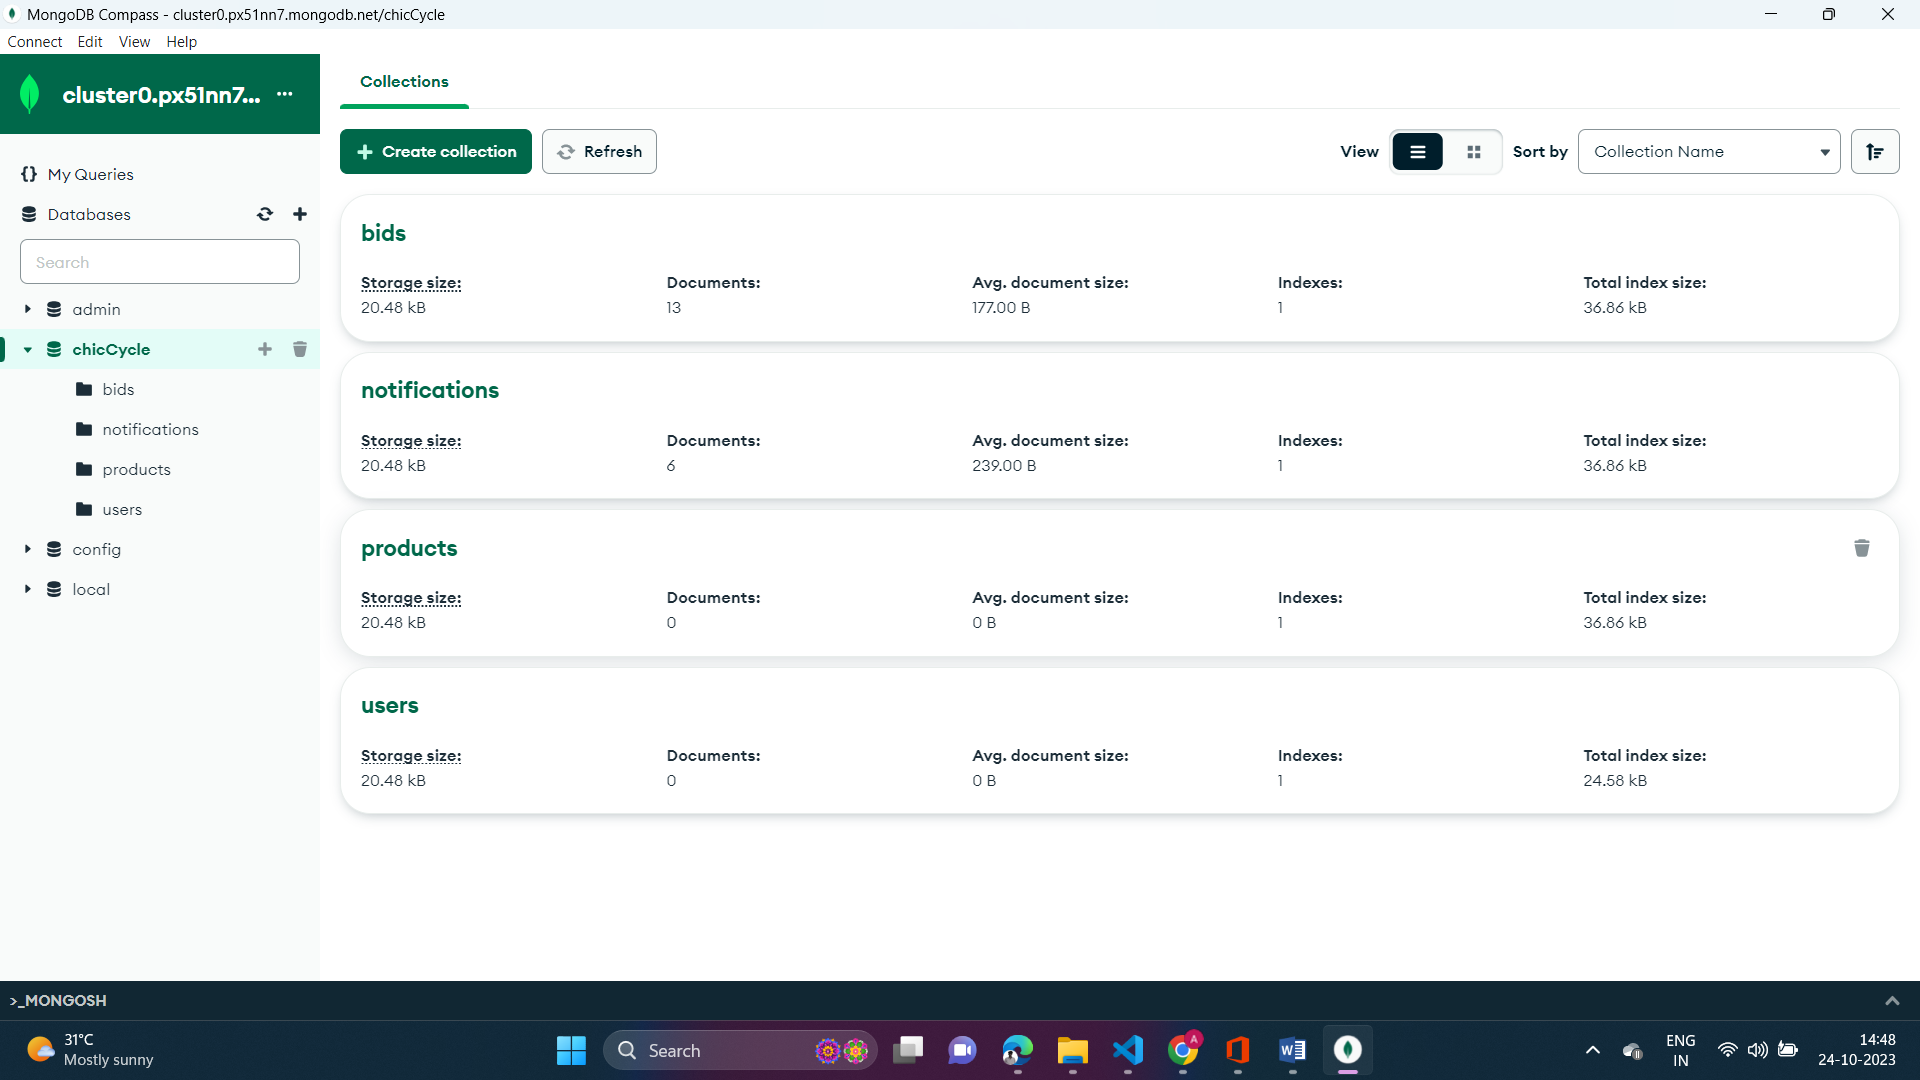 MongoDB Compass - cluster0.px51nn7.mongodb.net/chicCycle
Connect Edit View Help
cluster0.px51nn7... ...
My Queries
Databases
Search
admin
chicCycle
bids
notifications
products
users
config
local
Collections
Create collection Refresh View Sort by Collection Name
bids
Storage size: Documents: Avg. document size: Indexes: Total index size:
20.48 kB 13 177.00 B 1 36.86 kB
notifications
Storage size: Documents: Avg. document size: Indexes: Total index size:
20.48 kB 6 239.00 B 1 36.86 kB
products
Storage size: Documents: Avg. document size: Indexes: Total index size:
20.48 kB 0 0 B 1 36.86 kB
users
Storage size: Documents: Avg. document size: Indexes: Total index size:
20.48 kB 0 0 B 1 24.58 kB
>_MONGOSH
31°C
Mostly sunny
Search
A
ENG
IN
14:48
24-10-2023